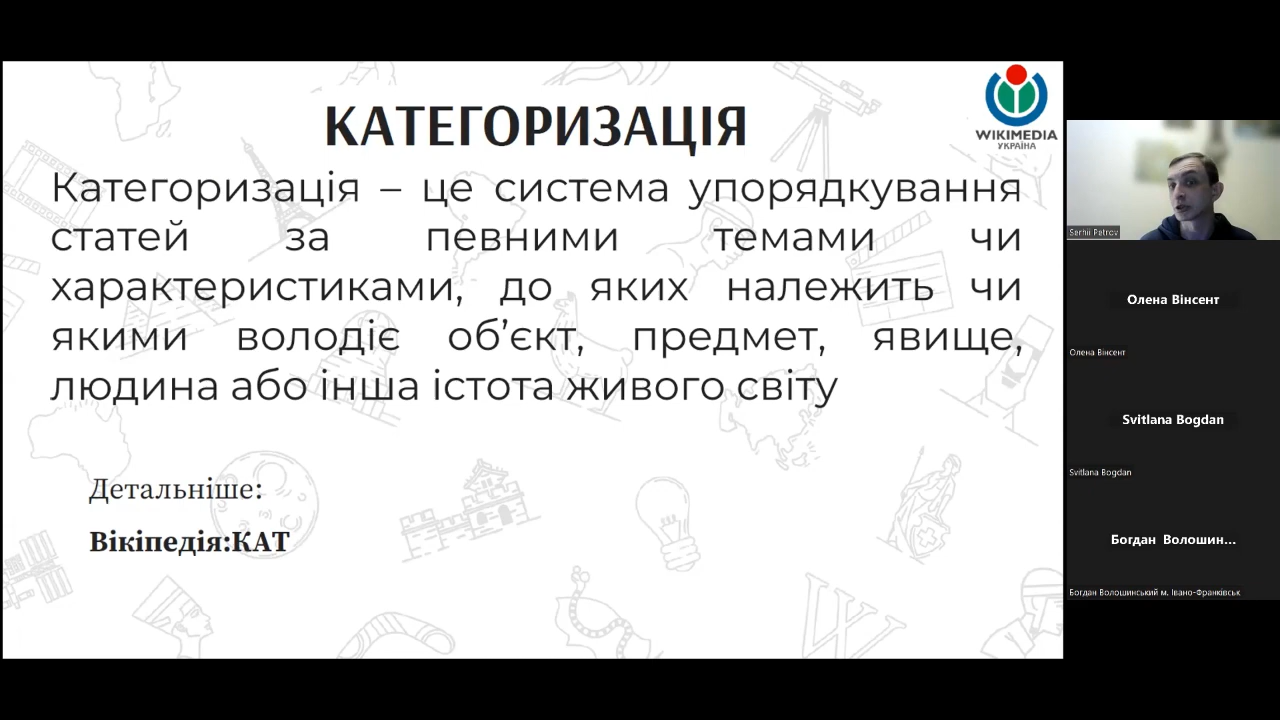 КАТЕГОРИЗАЦІЯ
WIKIMEDIA
УКРАЇНА
Категоризація – це система упорядкування
статей за певними темами чи
характеристиками, до яких належить чи
якими володіє об’єкт, предмет, явище,
людина або інша істота живого світу
Детальніше:
Вікіпедія:КАТ
Serhii Petrov
Олена Вінсент
Олена Вінсент
Svitlana Bogdan
Svitlana Bogdan
Богдан Волошин...
Богдан Волошинський м. Івано-Франківськ